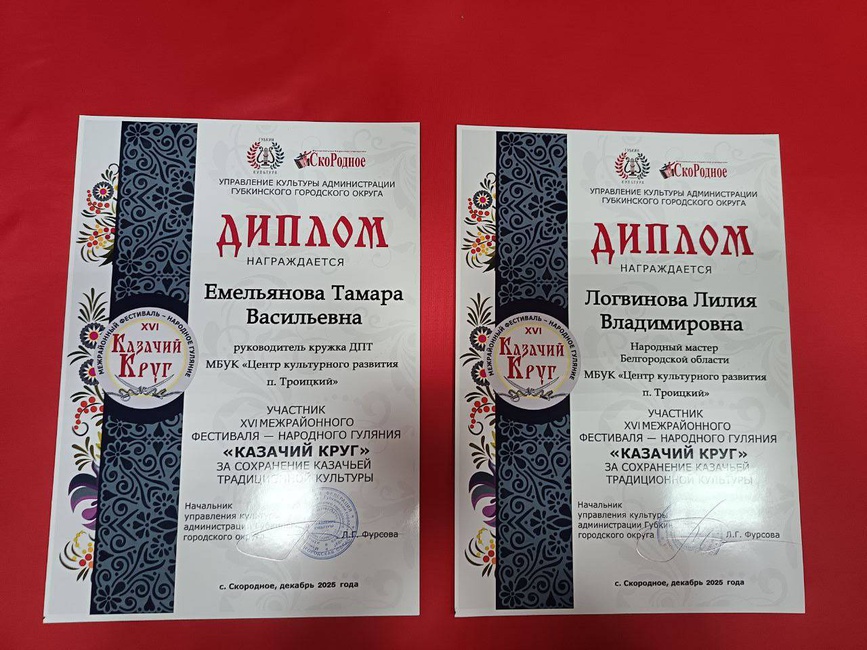 ГУБКИН
КУЛЬТУРА
СкоРодное
УПРАВЛЕНИЕ КУЛЬТУРЫ АДМИНИСТРАЦИИ
ГУБКИНСКОГО ГОРОДСКОГО ОКРУГА
ДИПЛОМ
НАГРАЖДАЕТСЯ
Емельянова Тамара
Васильевна
руководитель кружка ДПТ
МБУК «Центр культурного развития
п. Троицкий»
МЕЖРАЙОННЫЙ ФЕСТИВАЛЬ – НАРОДНОЕ ГУЛЯНИЕ
XVI
Казачий
Круг
УЧАСТНИК
XVI МЕЖРАЙОННОГО
ФЕСТИВАЛЯ — НАРОДНОГО ГУЛЯНИЯ
«КАЗАЧИЙ КРУГ»
ЗА СОХРАНЕНИЕ КАЗАЧЬЕЙ
ТРАДИЦИОННОЙ КУЛЬТУРЫ
Начальник
управления культуры
администрации Губкинского
городского округа
Л.Г. Фурсова
с. Скородное, декабрь 2025 года
ГУБКИН
КУЛЬТУРА
СкоРодное
УПРАВЛЕНИЕ КУЛЬТУРЫ АДМИНИСТРАЦИИ
ГУБКИНСКОГО ГОРОДСКОГО ОКРУГА
ДИПЛОМ
НАГРАЖДАЕТСЯ
Логвинова Лилия
Владимировна
Народный мастер
Белгородской области
МБУК «Центр культурного развития
п. Троицкий»
МЕЖРАЙОННЫЙ ФЕСТИВАЛЬ – НАРОДНОЕ ГУЛЯНИЕ
XVI
Казачий
Круг
УЧАСТНИК
XVI МЕЖРАЙОННОГО
ФЕСТИВАЛЯ — НАРОДНОГО ГУЛЯНИЯ
«КАЗАЧИЙ КРУГ»
ЗА СОХРАНЕНИЕ КАЗАЧЬЕЙ
ТРАДИЦИОННОЙ КУЛЬТУРЫ
Начальник
управления культуры
администрации Губкинского
городского округа
Л.Г. Фурсова
с. Скородное, декабрь 2025 года